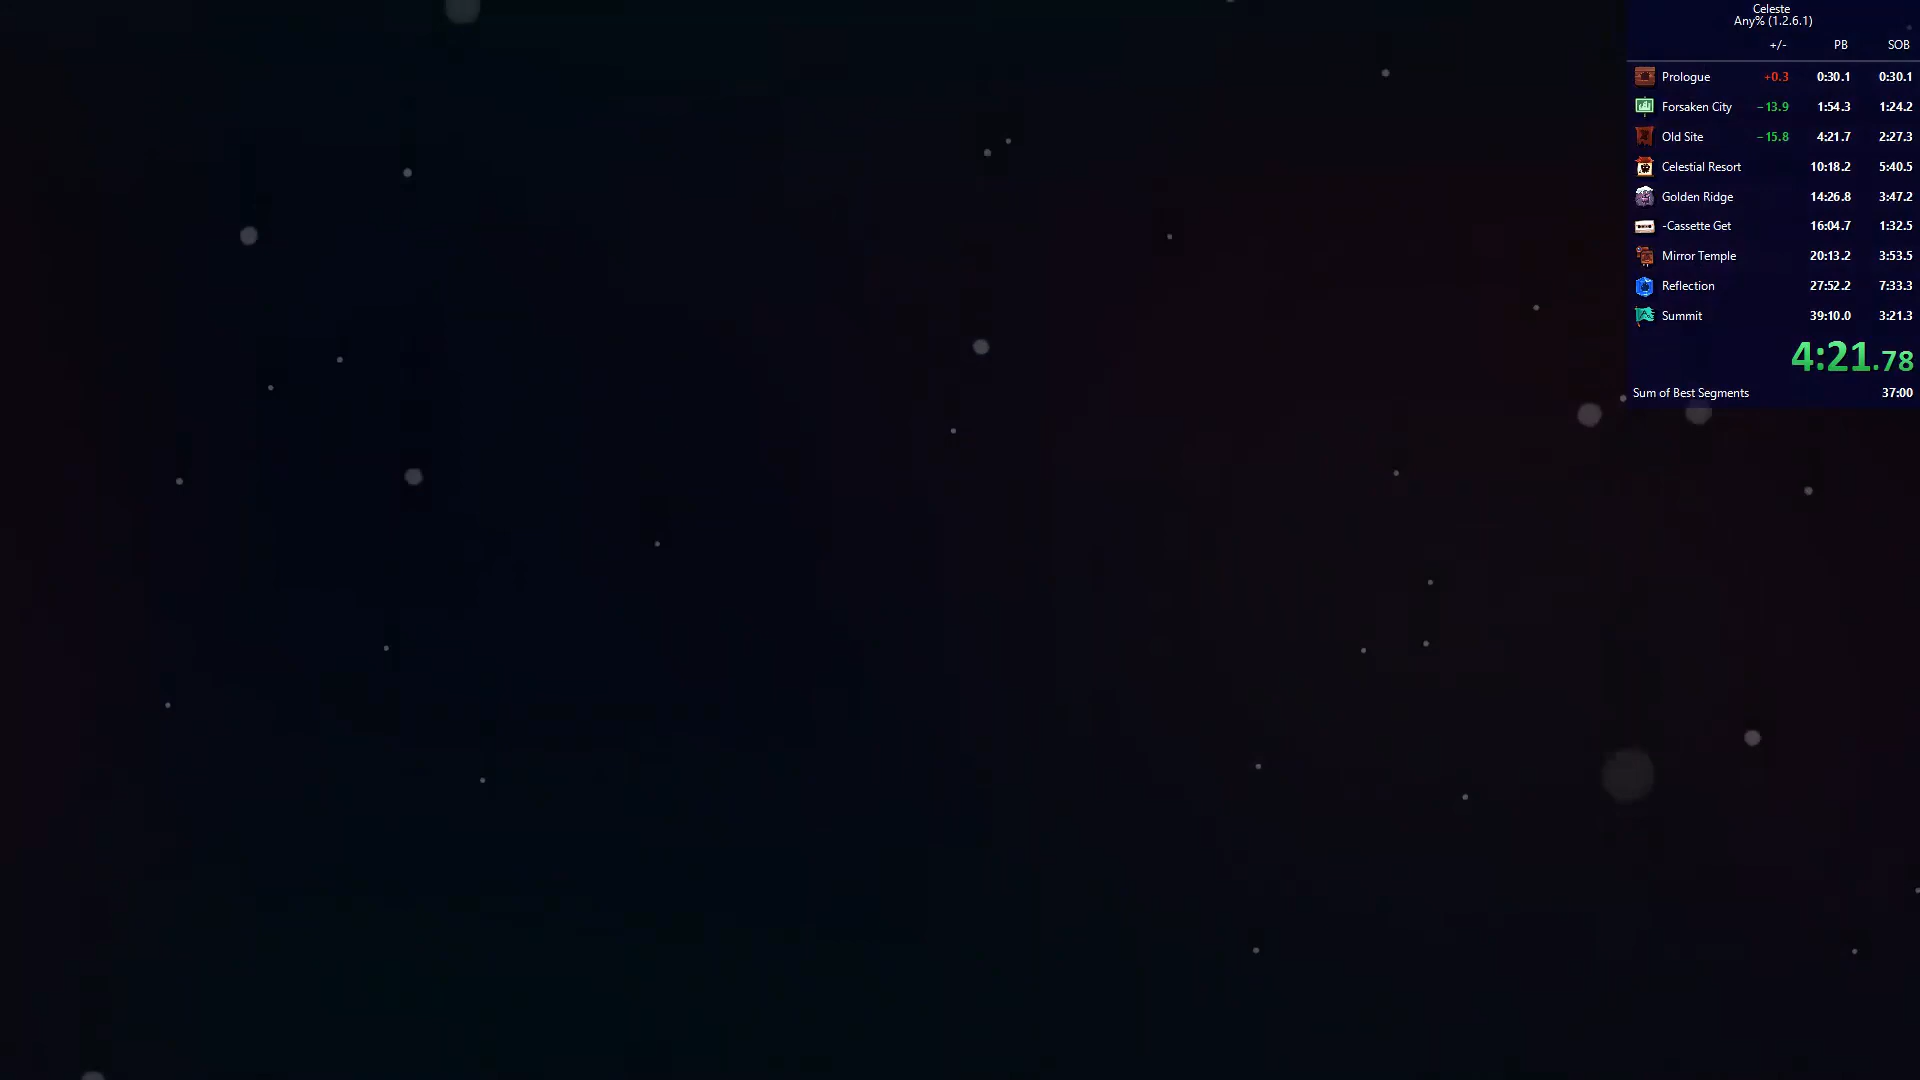 Celeste
Any% (1.2.6.1)
+/- PB SOB
Prologue +0.3 0:30.1 0:30.1
Forsaken City −13.9 1:54.3 1:24.2
Old Site −15.8 4:21.7 2:27.3
Celestial Resort 10:18.2 5:40.5
Golden Ridge 14:26.8 3:47.2
-Cassette Get 16:04.7 1:32.5
Mirror Temple 20:13.2 3:53.5
Reflection 27:52.2 7:33.3
Summit 39:10.0 3:21.3
4:21.78
Sum of Best Segments 37:00